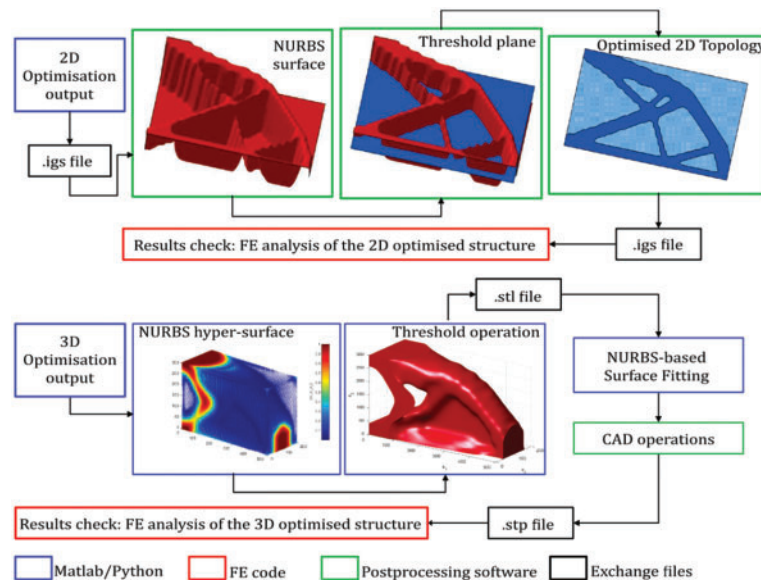 2D
Optimisation
output
.igs file
NURBS
surface
Threshold plane
Optimised 2D Topology
Results check: FE analysis of the 2D optimised structure
.igs file
.stl file
3D
Optimisation
output
NURBS hyper-surface
Threshold operation
NURBS-based
Surface Fitting
CAD operations
Results check: FE analysis of the 3D optimised structure
.stp file
Matlab/Python
FE code
Postprocessing software
Exchange files